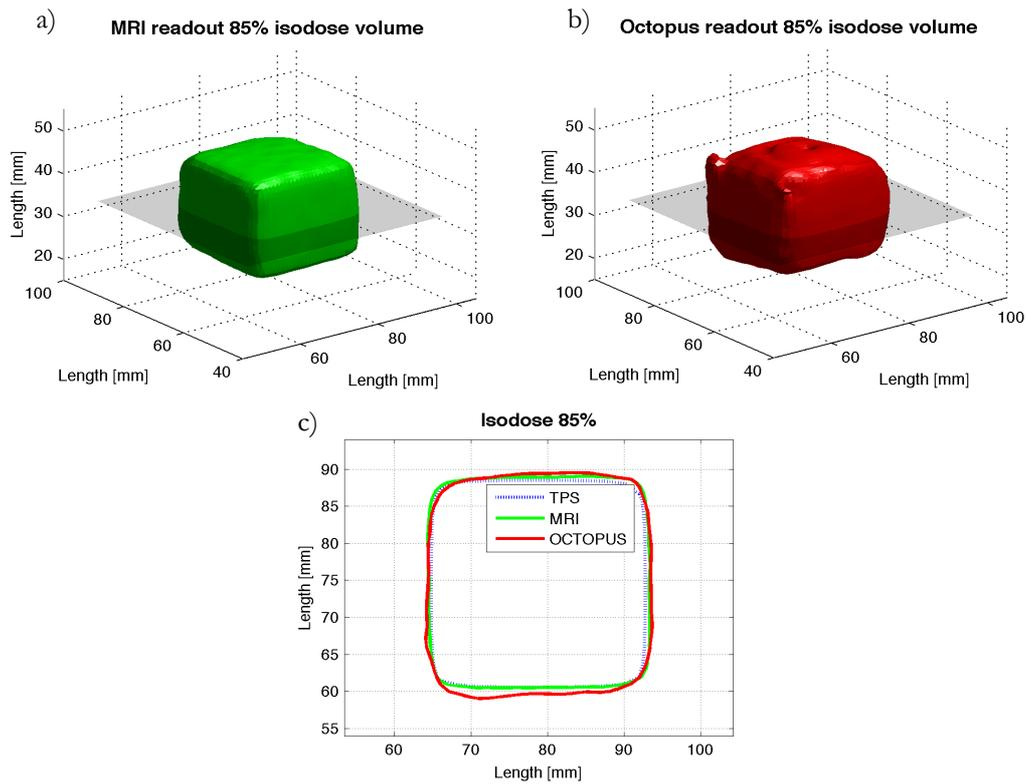 a)
MRI readout 85% isodose volume
50
40
30
20
Length [mm]
100
80
60
40
Length [mm]
60
80
100
Length [mm]
b)
Octopus readout 85% isodose volume
50
40
30
20
Length [mm]
100
80
60
40
Length [mm]
60
80
100
Length [mm]
c)
Isodose 85%
90
85
80
75
70
65
60
55
Length [mm]
TPS
MRI
OCTOPUS
60
70
80
90
100
Length [mm]